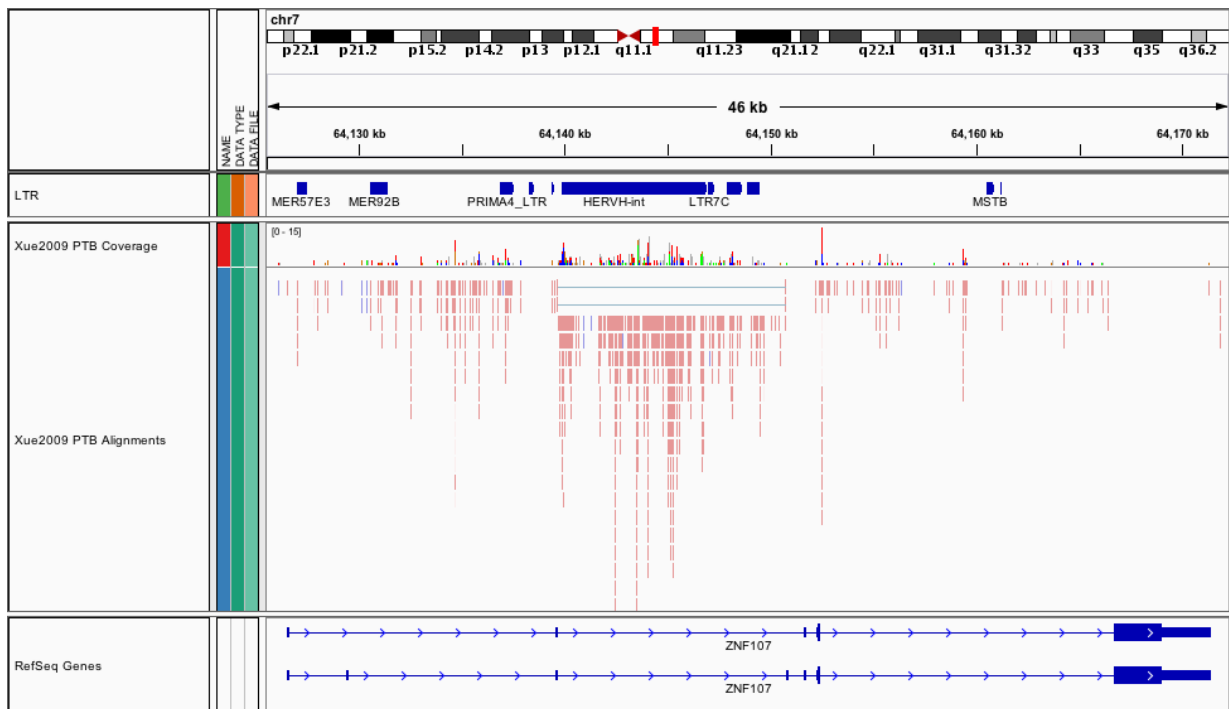 chr7
p22.1 p21.2 p15.2 p14.2 p13 p12.1 q11.1 q11.23 q21.12 q22.1 q31.1 q31.32 q33 q35 q36.2
46 kb
64,130 kb 64,140 kb 64,150 kb 64,160 kb 64,170 kb
NAME
DATA TYPE
DATA FILE
LTR
MER57E3 MER92B PRIMA4_LTR HERVH-int LTR7C MSTB
Xue2009 PTB Coverage
[0 - 15]
Xue2009 PTB Alignments
ZNF107
RefSeq Genes
ZNF107